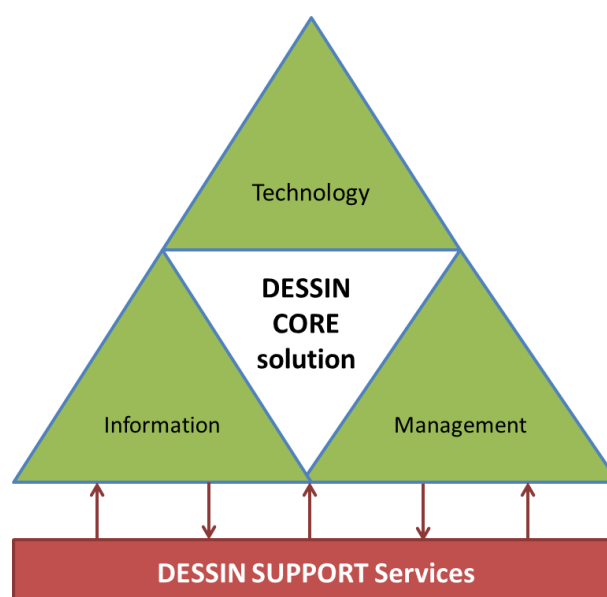 Technology
DESSIN
CORE
solution
Information
Management
DESSIN SUPPORT Services